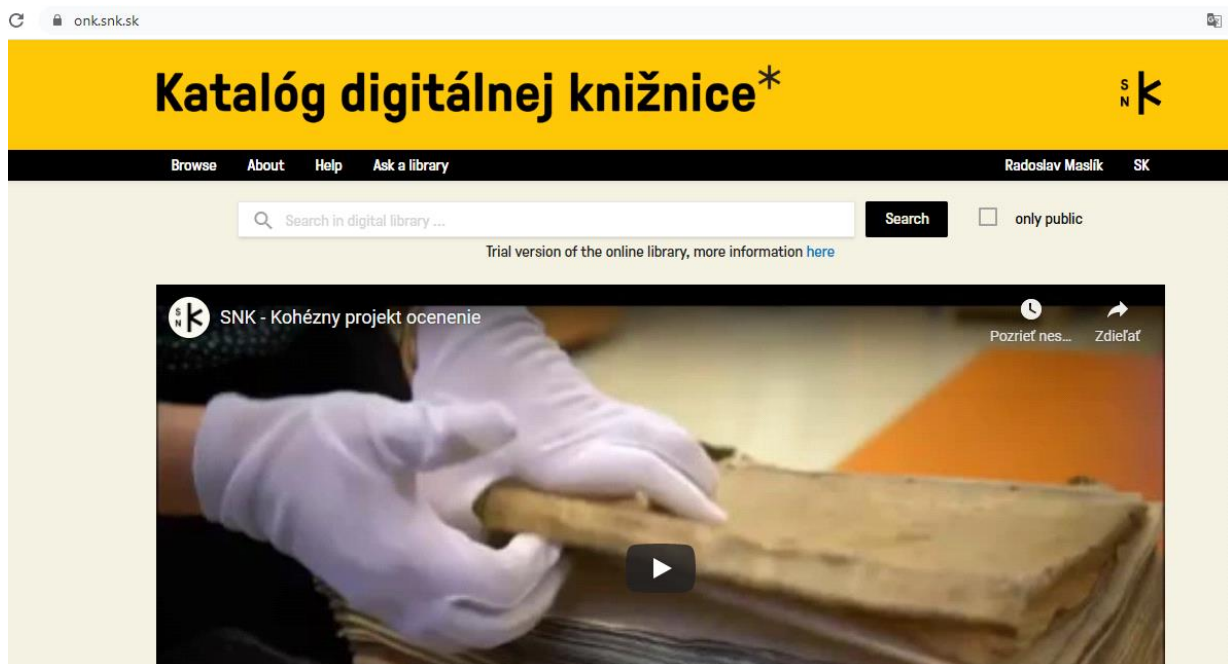 onk.snk.sk
Katalóg digitálnej knižnice*
S
N K
Browse About Help Ask a library Radoslav Maslík SK
Search in digital library ... Search only public
Trial version of the online library, more information here
S
N K SNK - Kohézny projekt ocenenie
Pozrieť nes... Zdieľať